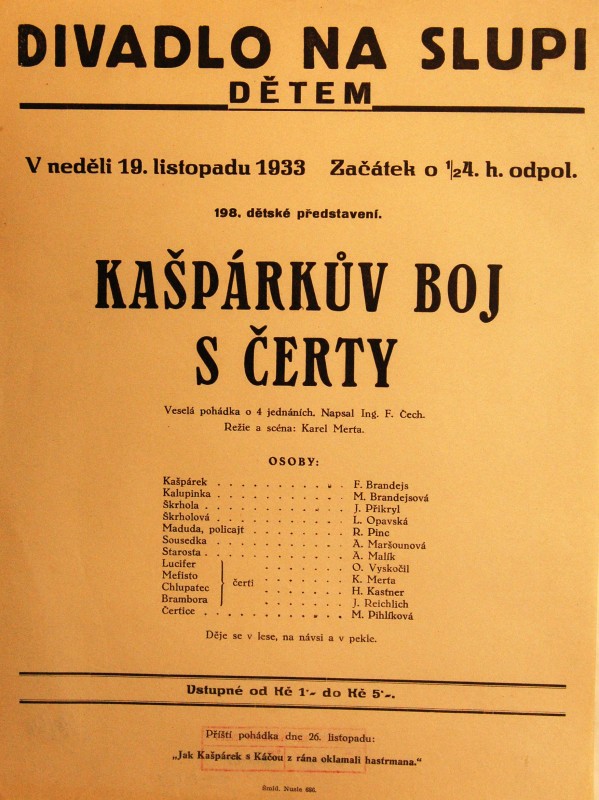 DIVADLO NA SLUPI
DĚTEM
V neděli 19. listopadu 1933 Začátek o ½4. h. odpol.
198. dětské představení.
KAŠPÁRKŮV BOJ
S ČERTY
Veselá pohádka o 4 jednáních. Napsal Ing. F. Čech.
Režie a scéna: Karel Merta.
OSOBY:
Kašpárek . . . . . . . . . . . F. Brandejs
Kalupinka . . . . . . . . . . . M. Brandejsová
Škrhola . . . . . . . . . . . . J. Přikryl
Škrholová . . . . . . . . . . . L. Opavská
Maduda, policajt . . . . . . . . R. Pinc
Sousedka . . . . . . . . . . . A. Maršounová
Starosta . . . . . . . . . . . . A. Malík
Lucifer . . . . . . . O. Vyskočil
Mefisto . . . . . . . K. Merta
čerti
Chlupatec . . . . . . . H. Kastner
Brambora . . . . . . . J. Reichlich
Čertice . . . . . . . . . . . . M. Pihlíková
Děje se v lese, na návsi a v pekle.
Vstupné od Kč 1·- do Kč 5·-.
Příští pohádka dne 26. listopadu:
„Jak Kašpárek s Káčou z rána oklamali hastrmana."
Šmíd, Nusle 686.